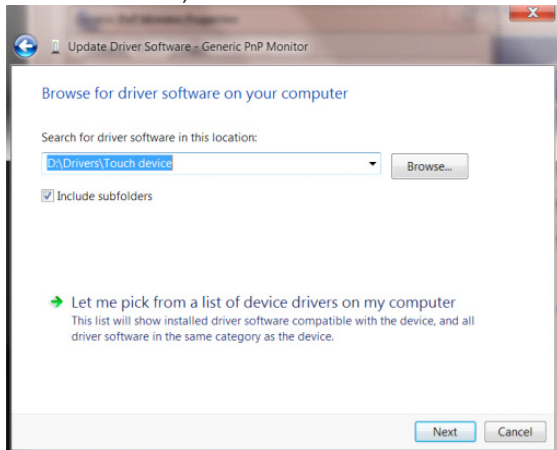 Update Driver Software - Generic PnP Monitor
Browse for driver software on your computer
Search for driver software in this location:
D:\Drivers\Touch device
Browse...
Include subfolders
Let me pick from a list of device drivers on my computer
This list will show installed driver software compatible with the device, and all
driver software in the same category as the device.
Next
Cancel